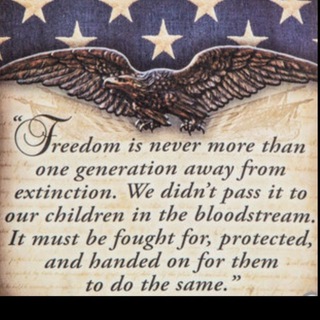 “Freedom is never more than
one generation away from
extinction. We didn’t pass it to
our children in the bloodstream.
It must be fought for, protected,
and handed on for them
to do the same.”